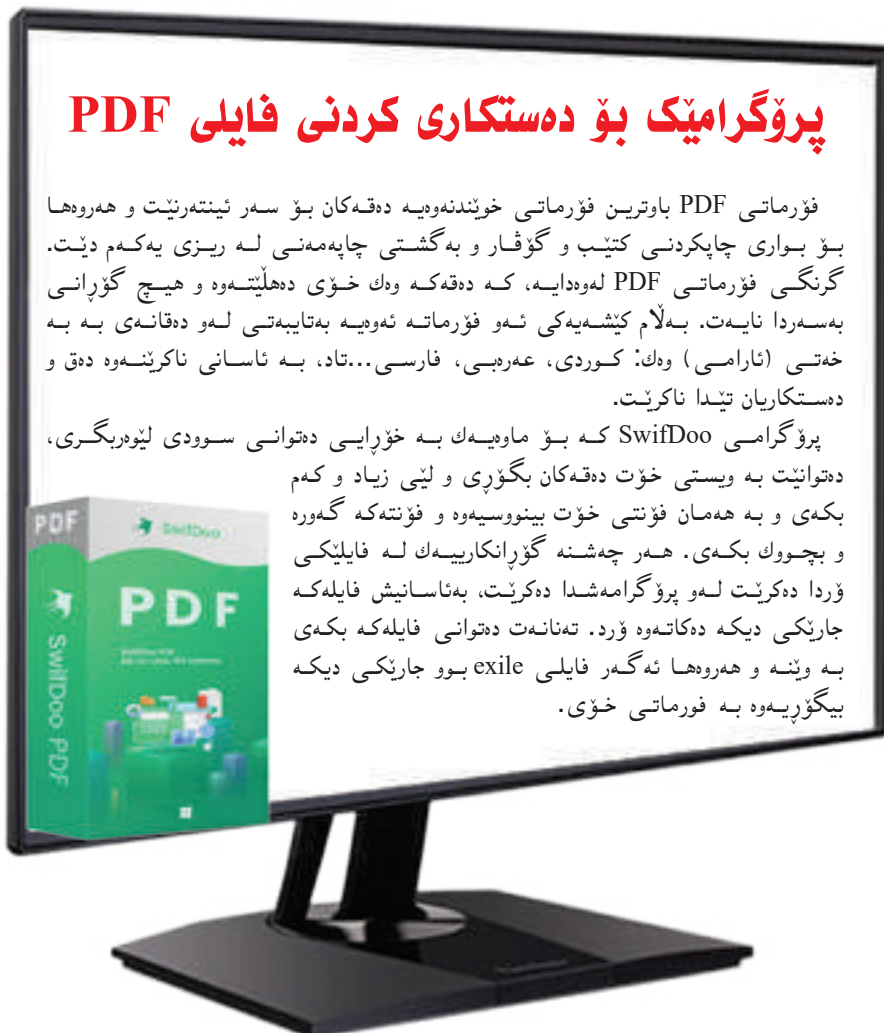 پرۆگرامێک بۆ دەستکاری کردنی فایلی PDF
فۆرماتی PDF باوترین فۆرماتی خوێندنەوەیە دەقەکان بۆ سەر ئینتەرنێت و هەروەها
بۆ بواری چاپکردنی کتێب و گۆڤار و بەگشتی چاپەمەنی لە ریزی یەکەم دێت.
گرنگی فۆرماتی PDF لەوەدایە، کە دەقەکە وەك خۆی دەهڵێتەوە و هیچ گۆڕانی
بەسەردا نایەت. بەڵام کێشەیەکی ئەو فۆرماتە ئەوەیە بەتایبەتی لەو دەقانەی بە بە
خەتی (ئارامی) وەك: کوردی، عەرەبی، فارسی...تاد، بە ئاسانی ناکرێنەوە دەق و
دەستکاریان تێدا ناکرێت.
پرۆگرامی SwifDoo کە بۆ ماوەیەك بە خۆڕایی دەتوانی سوودی لێوەربگری،
دەتوانێت بە ویستی خۆت دەقەکان بگۆڕی و لێی زیاد و کەم
بکەی و بە هەمان فۆنتی خۆت بینووسیەوە و فۆنتەکە گەورە
و بچووك بکەی. هەر چەشنە گۆڕانکارییەك لە فایلێکی
ۆردا دەکرێت لەو پرۆگرامەشدا دەکرێت، بەئاسانیش فایلەکە
جارێکی دیکە دەکاتەوە ۆرد. تەنانەت دەتوانی فایلەکە بکەی
بە وێنە و هەروەها ئەگەر فایلی exile بوو جارێکی دیکە
بیگۆڕیەوە بە فورماتی خۆی.
PDF
SwifDoo
PDF
SwifDoo PDF